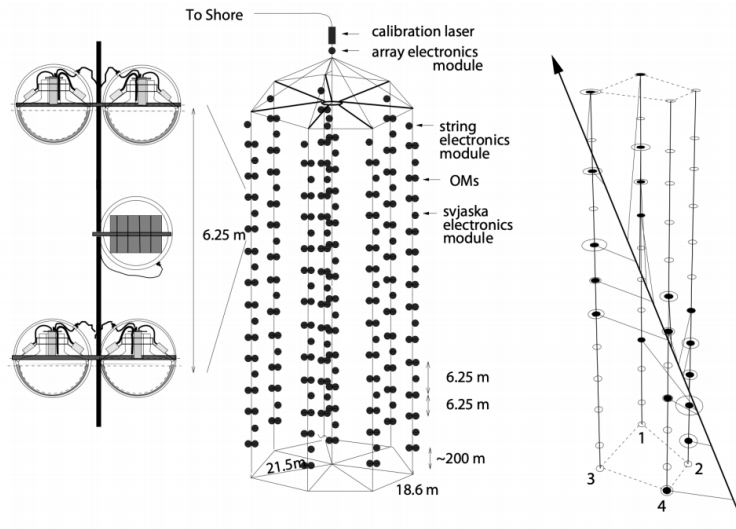 To Shore
calibration laser
array electronics
module
string
electronics
module
OMs
svjaska
electronics
module
6.25 m
6.25 m
6.25 m
~200 m
21.5m
18.6 m
1
2
3
4